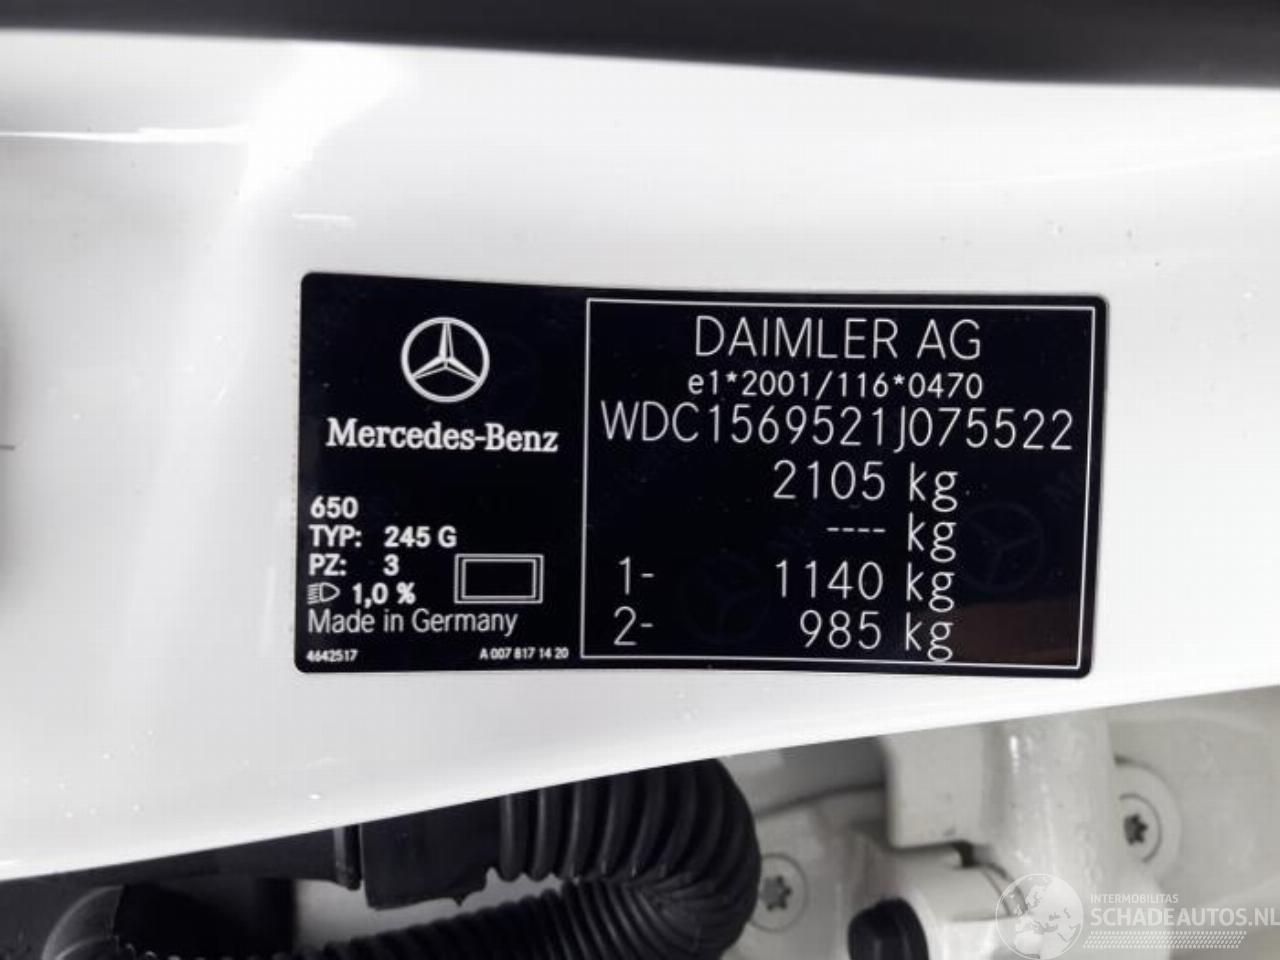 Mercedes-Benz
650
TYP: 245 G
PZ: 3
1,0 %
Made in Germany
4642517
A 007 817 14 20
DAIMLER AG
e1*2001/116*0470
WDC1569521J075522
2105 kg
---- kg
1- 1140 kg
2- 985 kg
INTERMOBILITAS
SCHADEAUTOS.NL